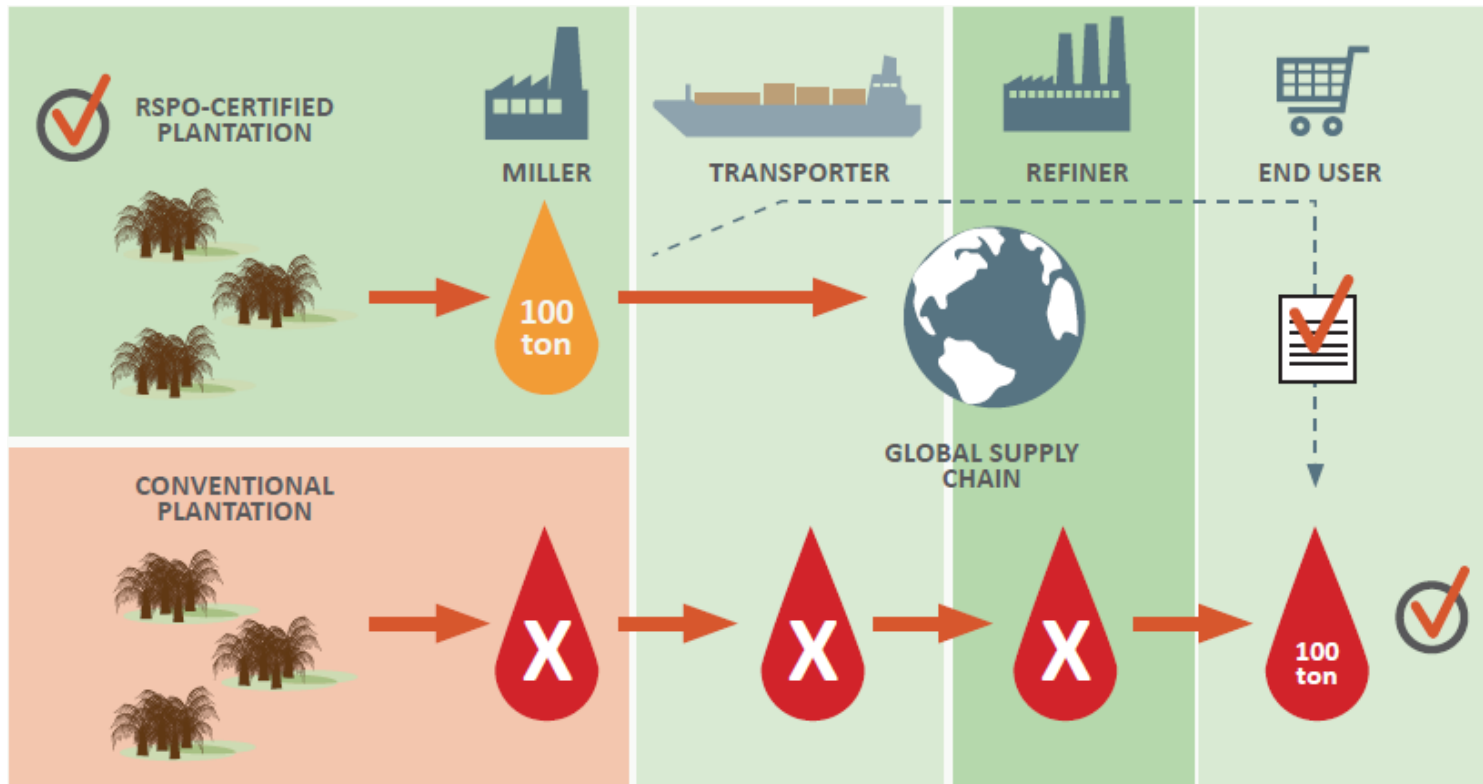 RSPO-CERTIFIED
PLANTATION
MILLER
TRANSPORTER
REFINER
END USER
100
ton
GLOBAL SUPPLY
CHAIN
CONVENTIONAL
PLANTATION
X
X
X
100
ton